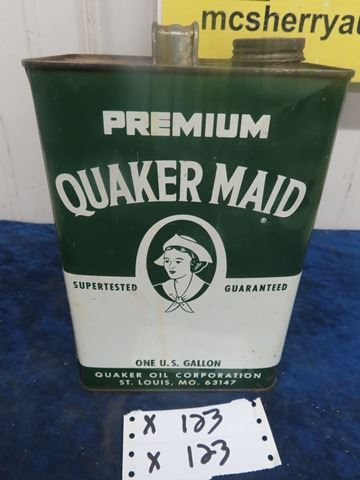 mcsherryau
PREMIUM
QUAKER MAID
®
SUPERTESTED GUARANTEED
ONE U.S. GALLON
QUAKER OIL CORPORATION
ST. LOUIS, MO. 63147
X 123
X 123